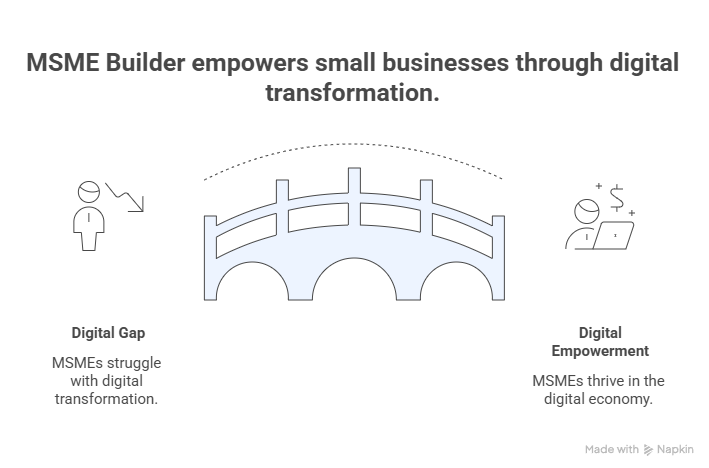 MSME Builder empowers small businesses through digital
transformation.
Digital Gap
MSMEs struggle
with digital
transformation.
Digital
Empowerment
MSMEs thrive in the
digital economy.
Made with Napkin